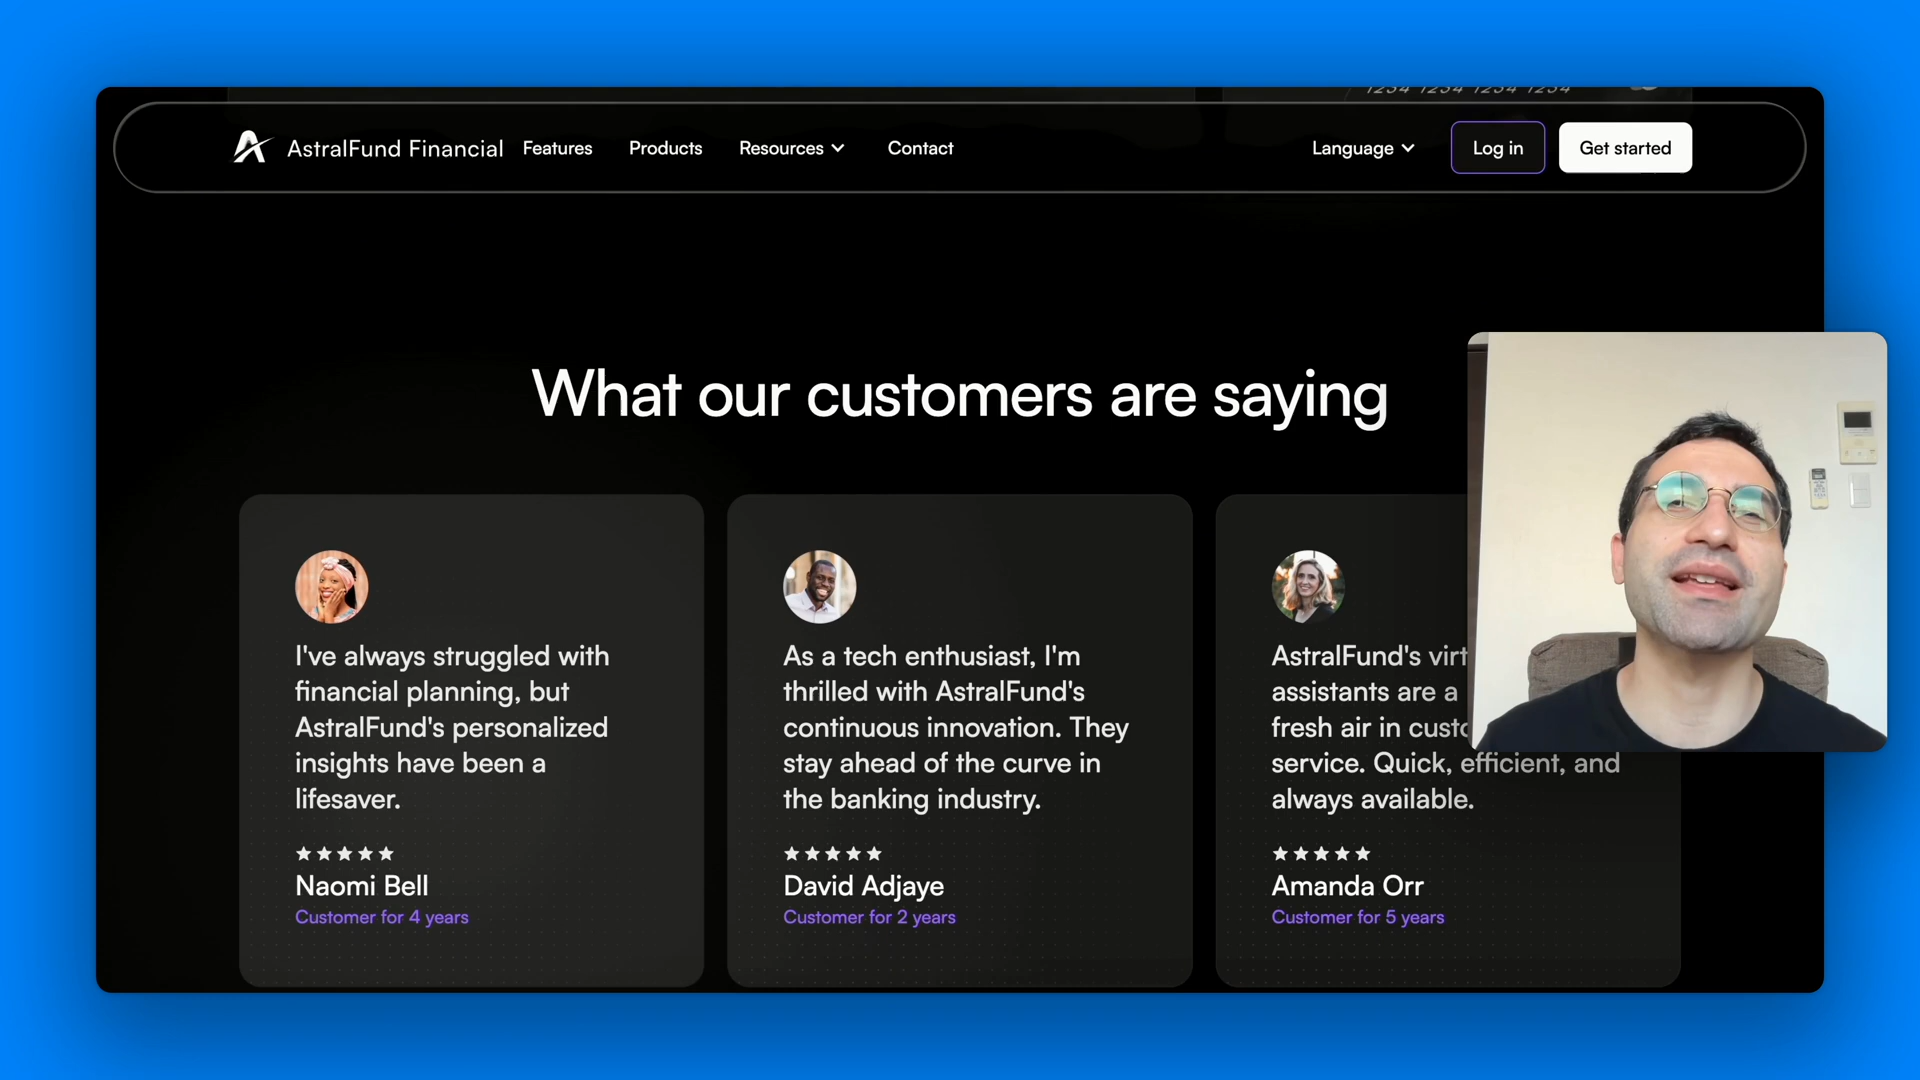 1234 1234 1234 1234
AstralFund Financial
Features
Products
Resources
Contact
Language
Log in
Get started
What our customers are saying
I've always struggled with
financial planning, but
AstralFund's personalized
insights have been a
lifesaver.
Naomi Bell
Customer for 4 years
As a tech enthusiast, I'm
thrilled with AstralFund's
continuous innovation. They
stay ahead of the curve in
the banking industry.
David Adjaye
Customer for 2 years
AstralFund's virt
assistants are a
fresh air in custo
service. Quick, efficient, and
always available.
Amanda Orr
Customer for 5 years